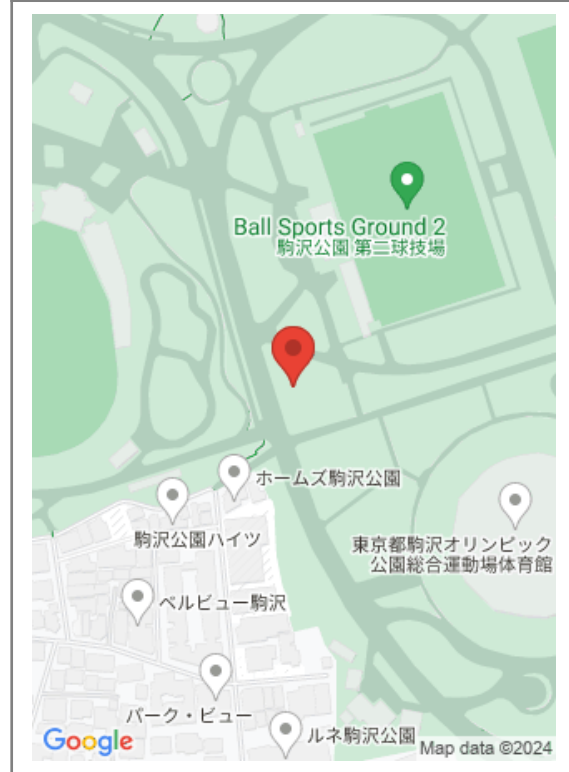 Ball Sports Ground 2
駒沢公園 第二球技場
ホームズ駒沢公園
駒沢公園ハイツ
東京都駒沢オリンピック
公園総合運動場体育館
ベルビュー駒沢
パーク・ビュー
ルネ駒沢公園
Google
Map data ©2024